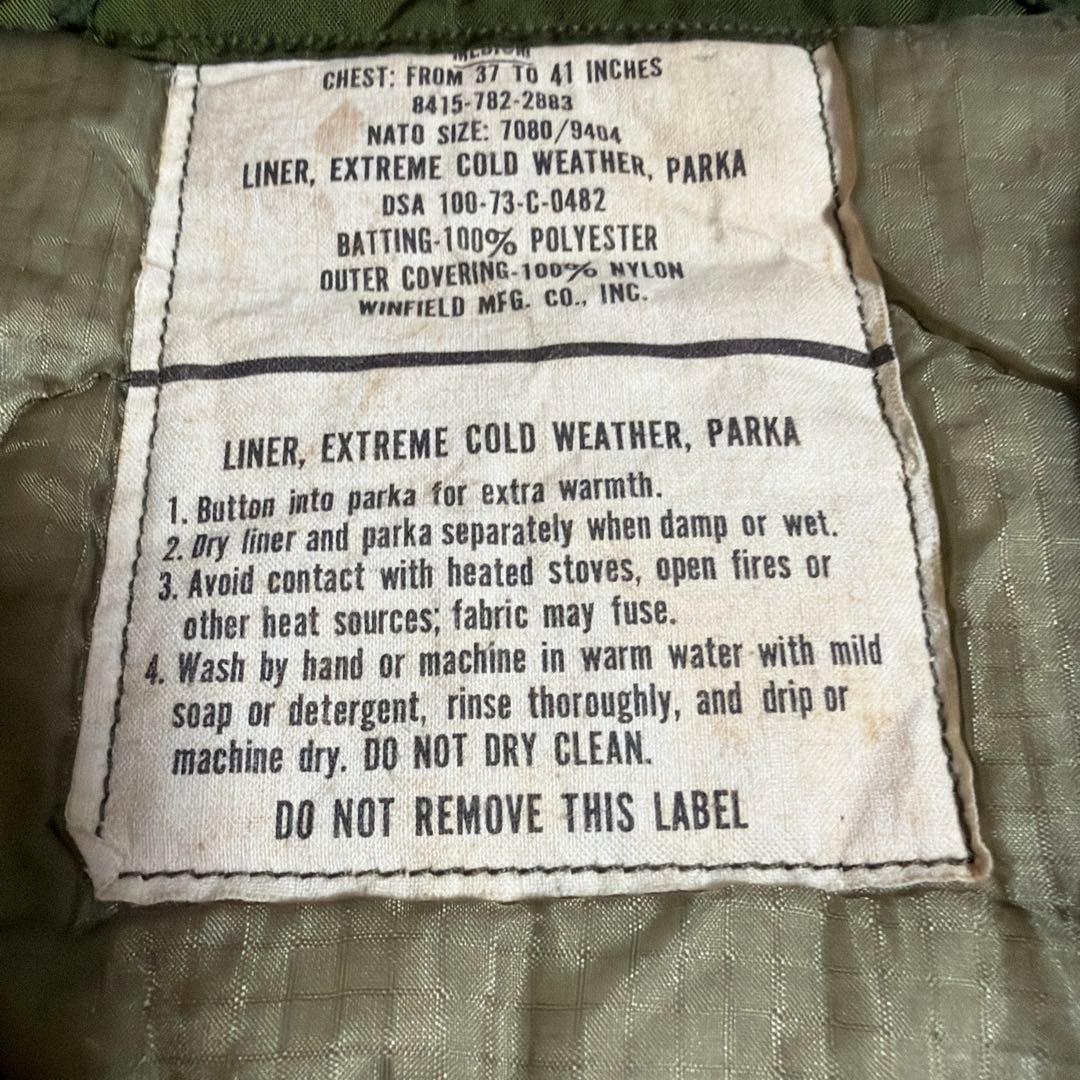 MEDIUM
CHEST: FROM 37 TO 41 INCHES
8415-782-2883
NATO SIZE: 7080/9404
LINER, EXTREME COLD WEATHER, PARKA
DSA 100-73-C-0482
BATTING-100% POLYESTER
OUTER COVERING-100% NYLON
WINFIELD MFG. CO., INC.
LINER, EXTREME COLD WEATHER, PARKA
1. Button into parka for extra warmth.
2. Dry liner and parka separately when damp or wet.
3. Avoid contact with heated stoves, open fires or
other heat sources; fabric may fuse.
4. Wash by hand or machine in warm water with mild
soap or detergent, rinse thoroughly, and drip or
machine dry. DO NOT DRY CLEAN.
DO NOT REMOVE THIS LABEL